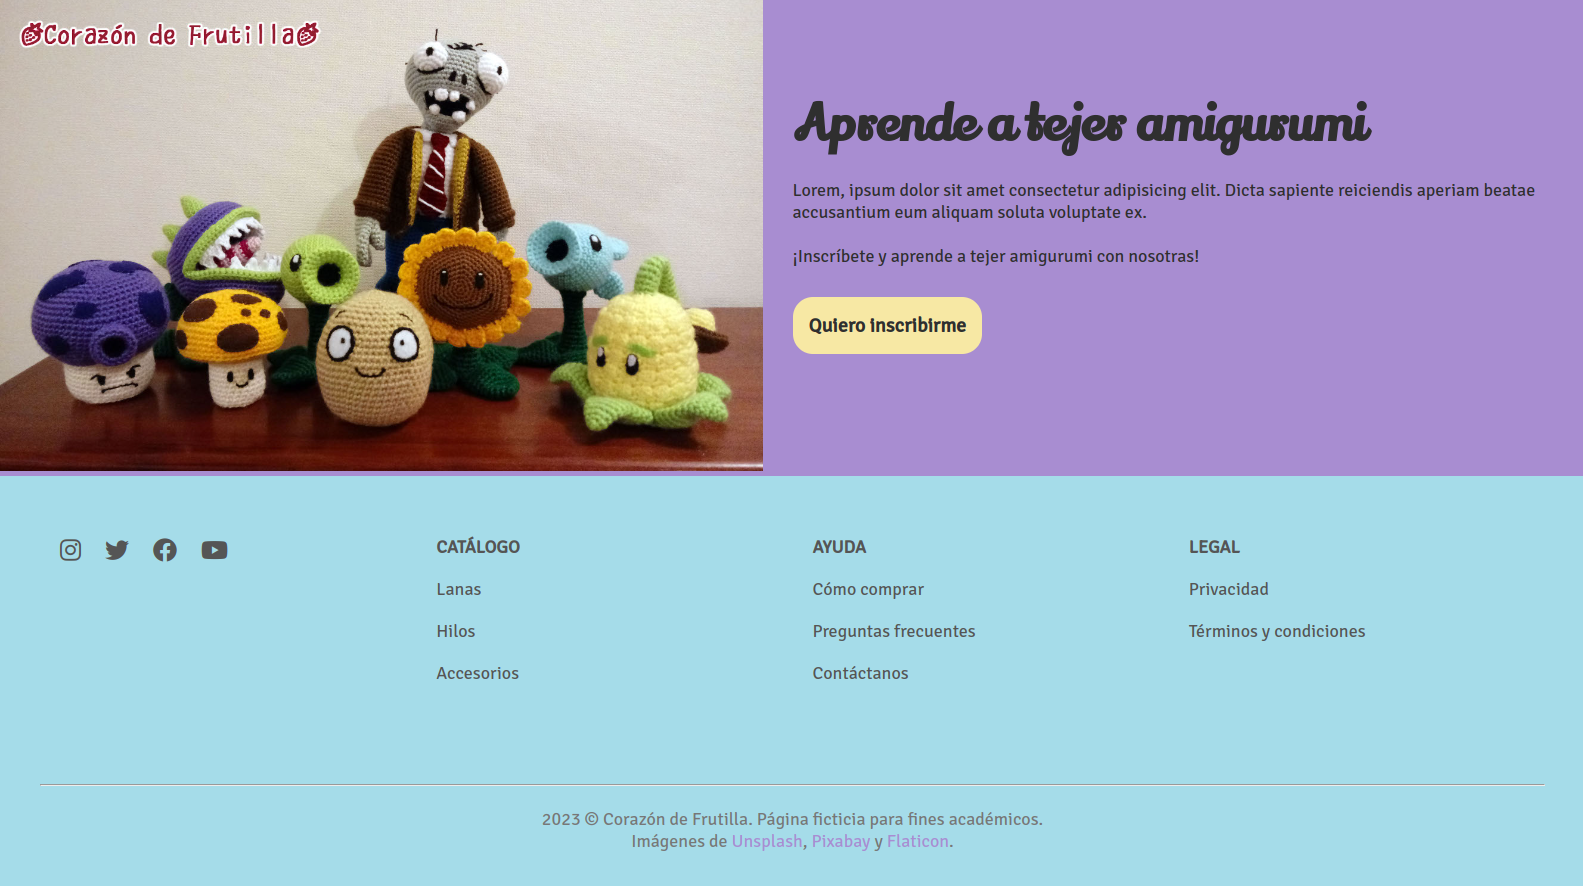 Corazón de Frutilla
Aprende a tejer amigurumi
Lorem, ipsum dolor sit amet consectetur adipisicing elit. Dicta sapiente reiciendis aperiam beatae
accusantium eum aliquam soluta voluptate ex.
¡Inscríbete y aprende a tejer amigurumi con nosotras!
Quiero inscribirme
CATÁLOGO
Lanas
Hilos
Accesorios
AYUDA
Cómo comprar
Preguntas frecuentes
Contáctanos
LEGAL
Privacidad
Términos y condiciones
2023 © Corazón de Frutilla. Página ficticia para fines académicos.
Imágenes de Unsplash, Pixabay y Flaticon.